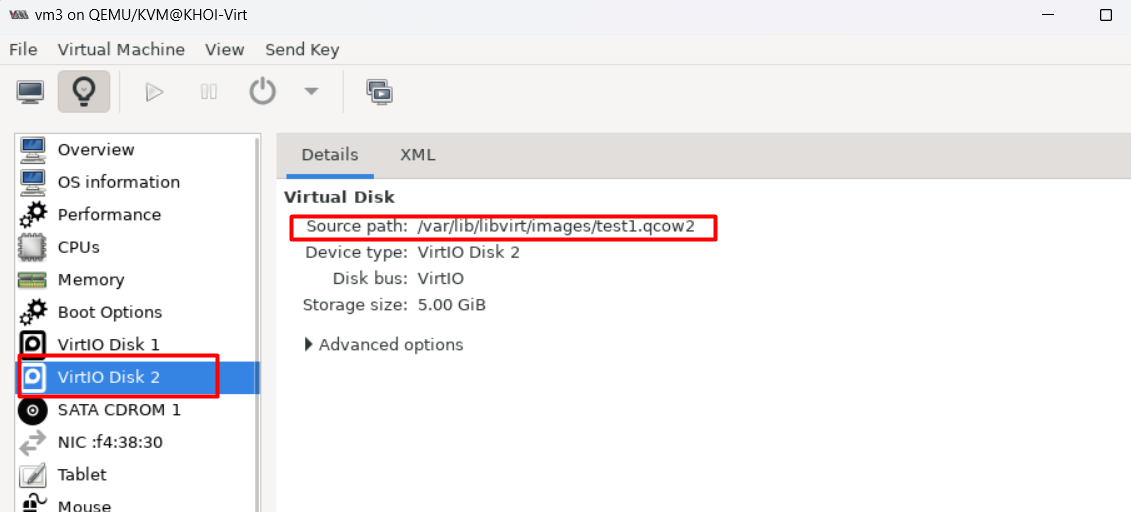 vm3 on QEMU/KVM@KHOI-Virt
File Virtual Machine View Send Key
Overview
OS information
Performance
CPUs
Memory
Boot Options
VirtIO Disk 1
VirtIO Disk 2
SATA CDROM 1
NIC :f4:38:30
Tablet
Mouse
Details XML
Virtual Disk
Source path: /var/lib/libvirt/images/test1.qcow2
Device type: VirtIO Disk 2
Disk bus: VirtIO
Storage size: 5.00 GiB
Advanced options